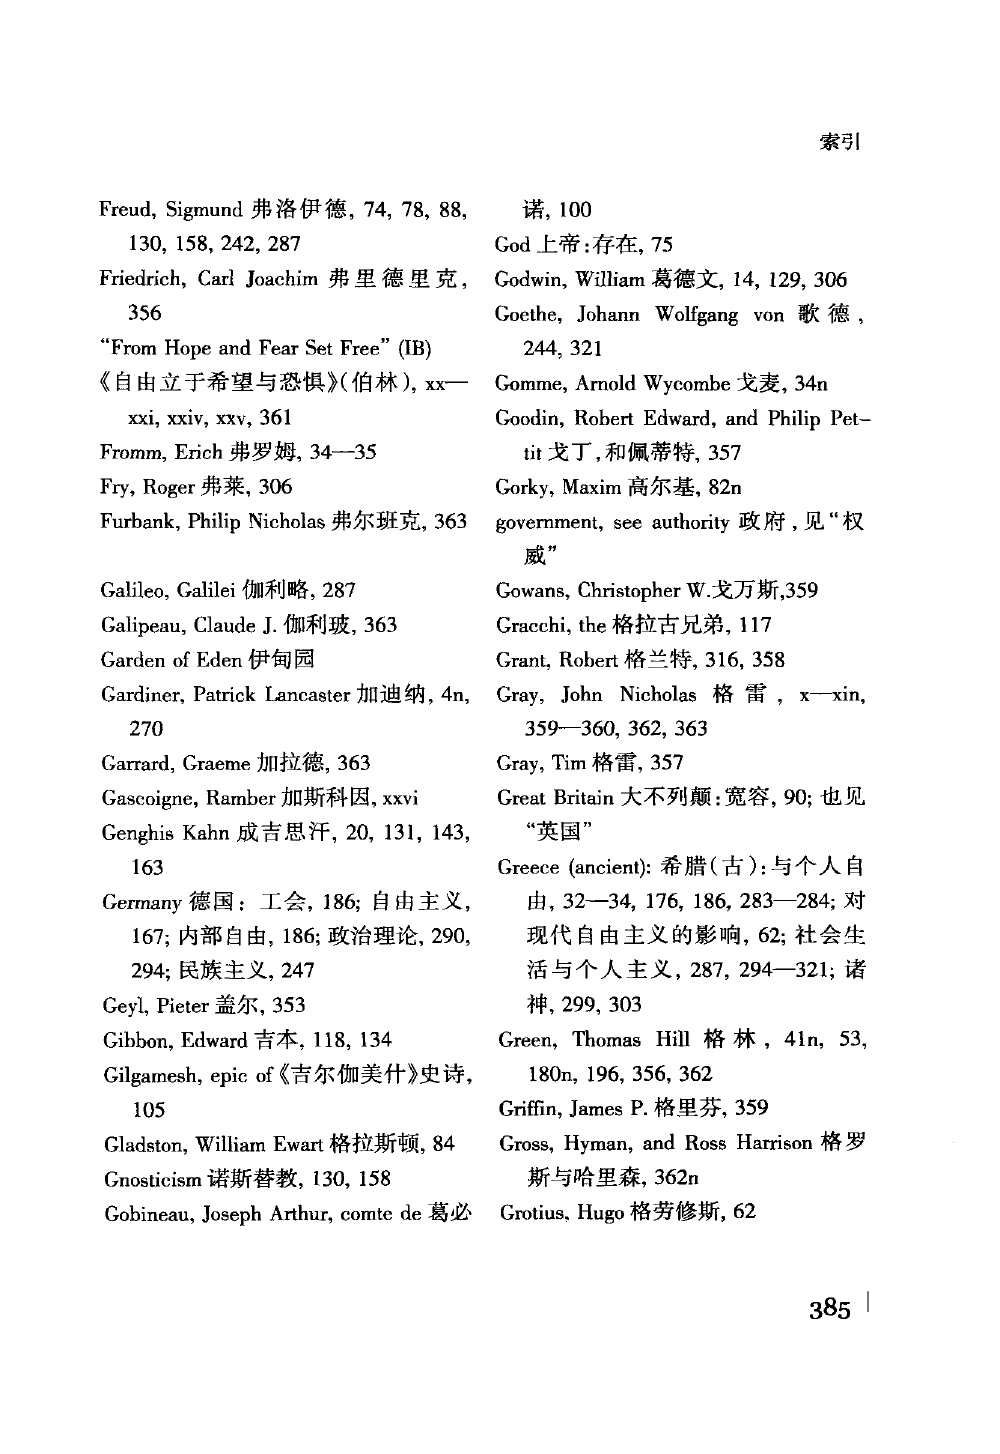 索引
Freud, Sigmund 弗洛伊德, 74, 78, 88,
130, 158, 242, 287
Friedrich, Carl Joachim 弗里德里克,
356
“From Hope and Fear Set Free” (IB)
《自由立于希望与恐惧》(伯林), xx—
xxi, xxiv, xxv, 361
Fromm, Erich 弗罗姆, 34—35
Fry, Roger 弗莱, 306
Furbank, Philip Nicholas 弗尔班克, 363
Galileo, Galilei 伽利略, 287
Galipeau, Claude J. 伽利玻, 363
Garden of Eden 伊甸园
Gardiner, Patrick Lancaster 加迪纳, 4n,
270
Garrard, Graeme 加拉德, 363
Gascoigne, Ramber 加斯科因, xxvi
Genghis Kahn 成吉思汗, 20, 131, 143,
163
Germany 德国: 工会, 186; 自由主义,
167; 内部自由, 186; 政治理论, 290,
294; 民族主义, 247
Geyl, Pieter 盖尔, 353
Gibbon, Edward 吉本, 118, 134
Gilgamesh, epic of《吉尔伽美什》史诗,
105
Gladston, William Ewart 格拉斯顿, 84
Gnosticism 诺斯替教, 130, 158
Gobineau, Joseph Arthur, comte de 葛必
诺, 100
God 上帝:存在, 75
Godwin, William 葛德文, 14, 129, 306
Goethe, Johann Wolfgang von 歌德,
244, 321
Gomme, Arnold Wycombe 戈麦, 34n
Goodin, Robert Edward, and Philip Pet-
tit 戈丁,和佩蒂特, 357
Gorky, Maxim 高尔基, 82n
government, see authority 政府,见“权
威”
Gowans, Christopher W.戈万斯,359
Gracchi, the 格拉古兄弟, 117
Grant, Robert 格兰特, 316, 358
Gray, John Nicholas 格雷, x—xin,
359—360, 362, 363
Gray, Tim 格雷, 357
Great Britain 大不列颠:宽容, 90; 也见
“英国”
Greece (ancient): 希腊(古):与个人自
由, 32—34, 176, 186, 283—284; 对
现代自由主义的影响, 62; 社会生
活与个人主义, 287, 294—321; 诸
神, 299, 303
Green, Thomas Hill 格林, 41n, 53,
180n, 196, 356, 362
Griffin, James P. 格里芬, 359
Gross, Hyman, and Ross Harrison 格罗
斯与哈里森, 362n
Grotius, Hugo 格劳修斯, 62
385